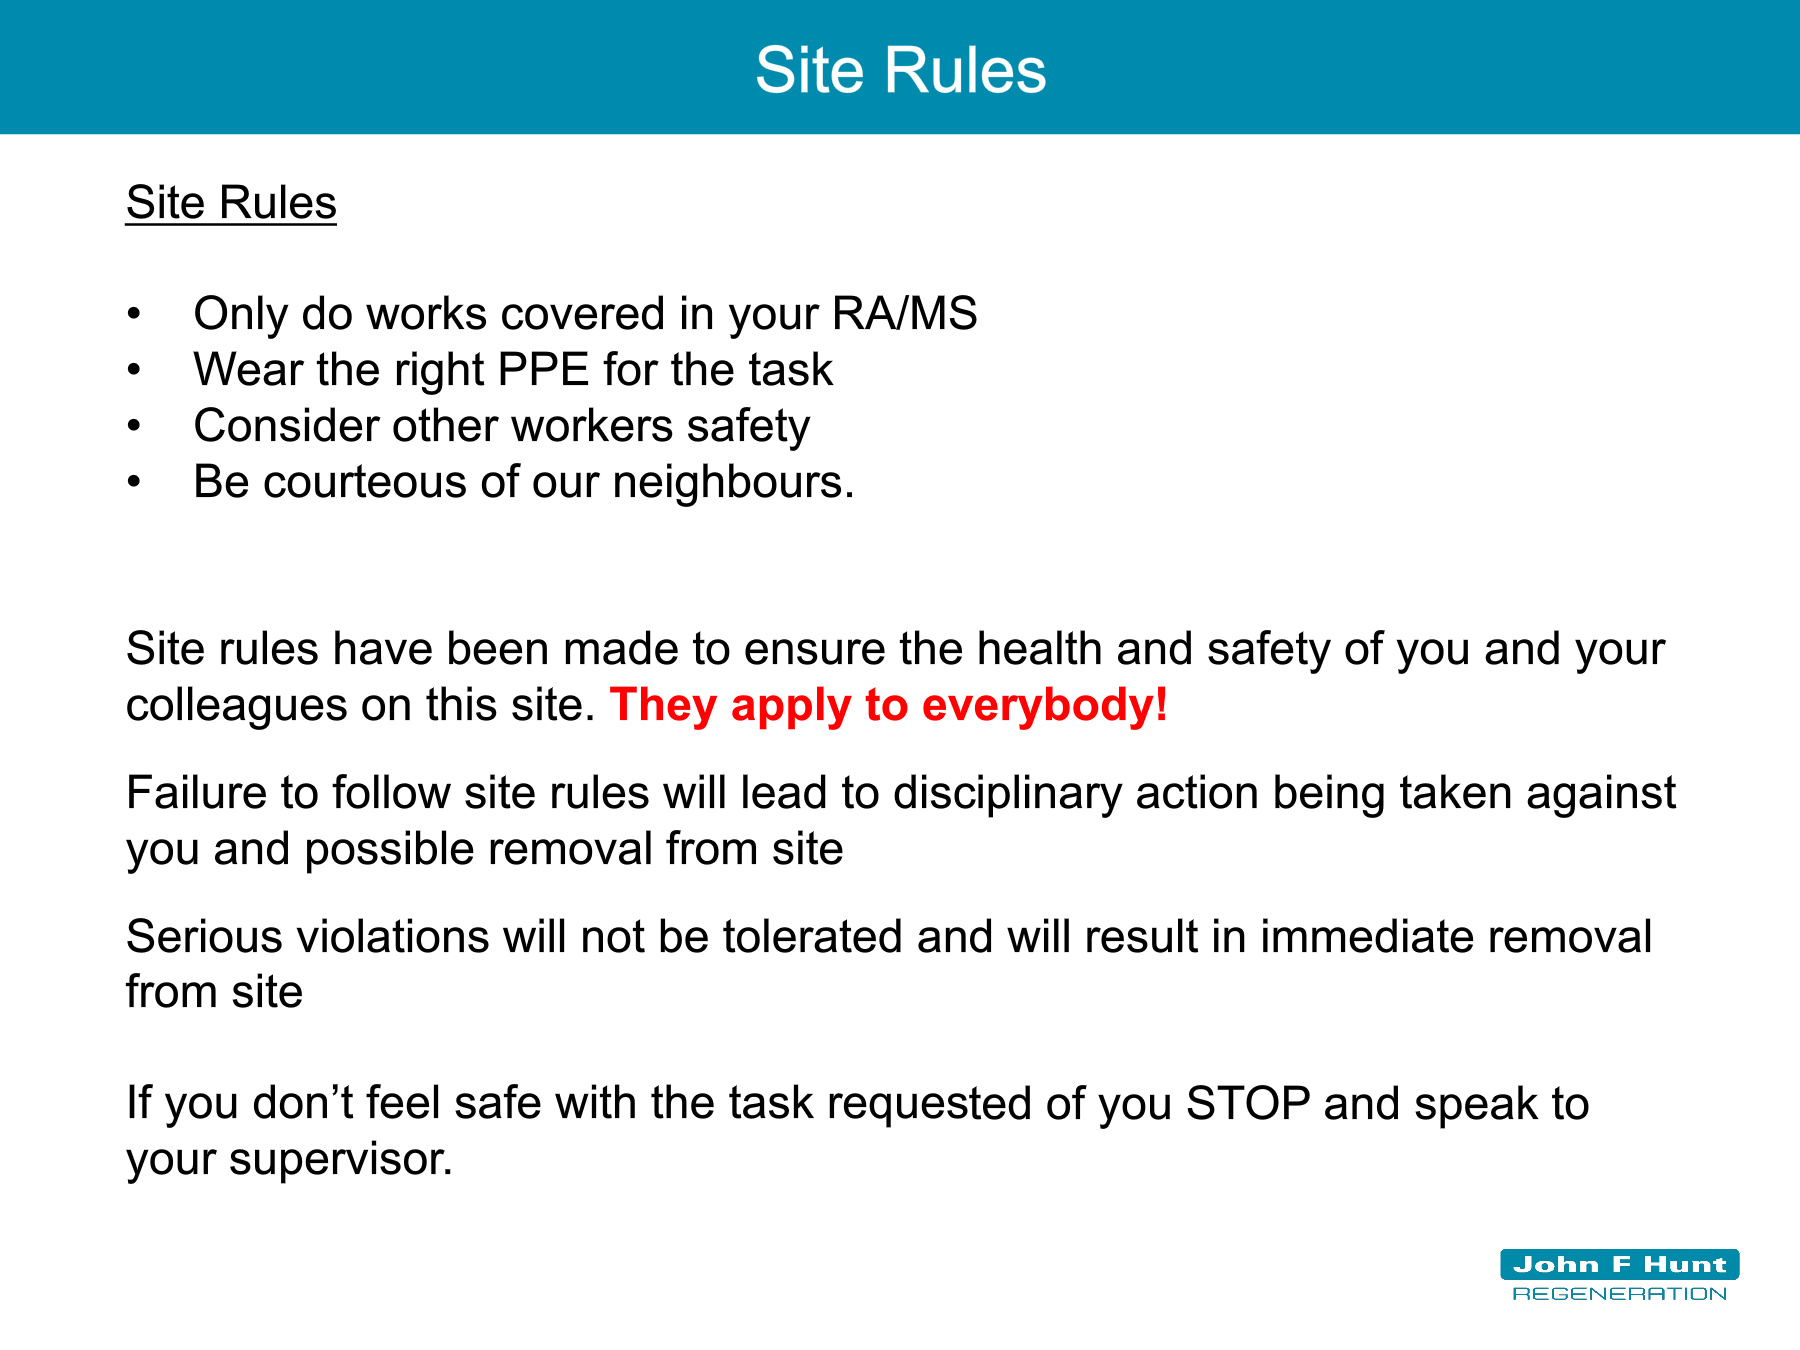 Site Rules
Site Rules
• Only do works covered in your RA/MS
• Wear the right PPE for the task
• Consider other workers safety
• Be courteous of our neighbours.
Site rules have been made to ensure the health and safety of you and your
colleagues on this site. They apply to everybody!
Failure to follow site rules will lead to disciplinary action being taken against
you and possible removal from site
Serious violations will not be tolerated and will result in immediate removal
from site
If you don’t feel safe with the task requested of you STOP and speak to
your supervisor.
John F Hunt
REGENERATION